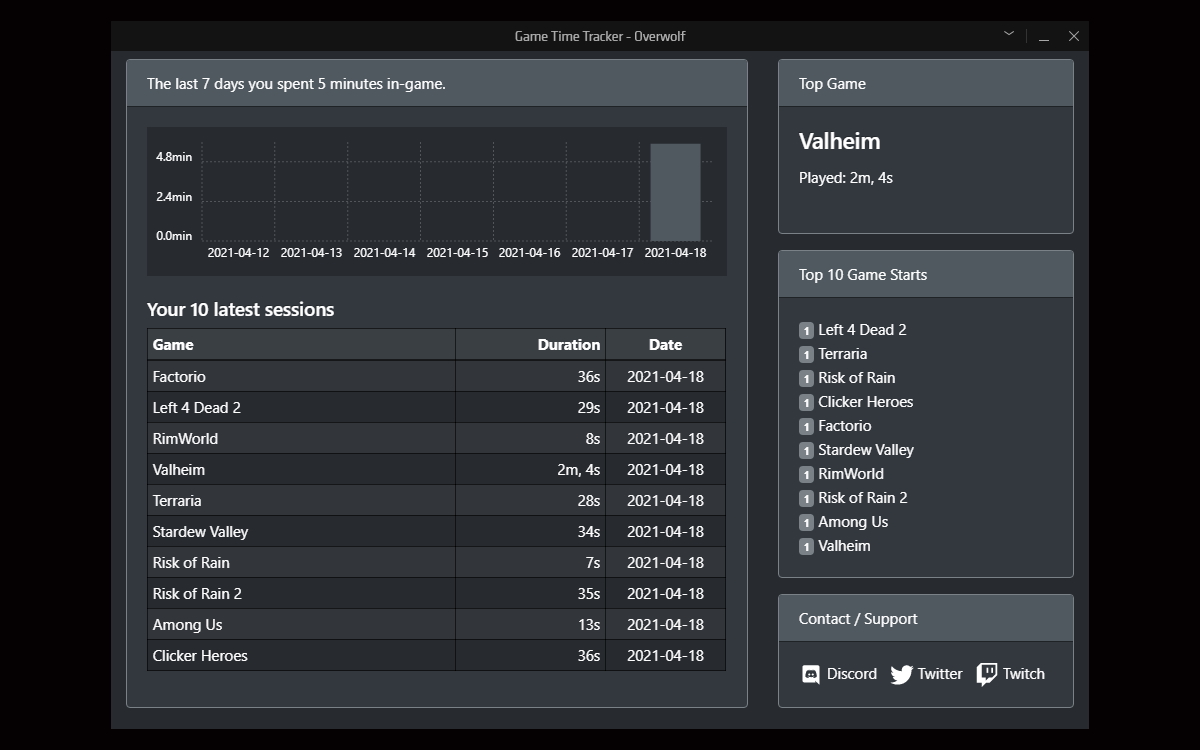 Game Time Tracker - Overwolf
The last 7 days you spent 5 minutes in-game.
4.8min
2.4min
0.0min
2021-04-12 2021-04-13 2021-04-14 2021-04-15 2021-04-16 2021-04-17 2021-04-18
Your 10 latest sessions
Game Duration Date
Factorio 36s 2021-04-18
Left 4 Dead 2 29s 2021-04-18
RimWorld 8s 2021-04-18
Valheim 2m, 4s 2021-04-18
Terraria 28s 2021-04-18
Stardew Valley 34s 2021-04-18
Risk of Rain 7s 2021-04-18
Risk of Rain 2 35s 2021-04-18
Among Us 13s 2021-04-18
Clicker Heroes 36s 2021-04-18
Top Game
Valheim
Played: 2m, 4s
Top 10 Game Starts
1 Left 4 Dead 2
1 Terraria
1 Risk of Rain
1 Clicker Heroes
1 Factorio
1 Stardew Valley
1 RimWorld
1 Risk of Rain 2
1 Among Us
1 Valheim
Contact / Support
Discord Twitter Twitch